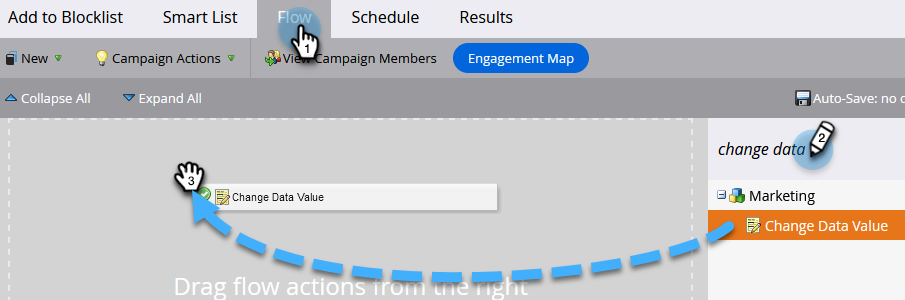 Add to Blocklist Smart List Flow Schedule Results
1
New Campaign Actions View Campaign Members Engagement Map
Collapse All Expand All Auto-Save: no
change data 2
3 Change Data Value
Marketing
Change Data Value
Drag flow actions from the right